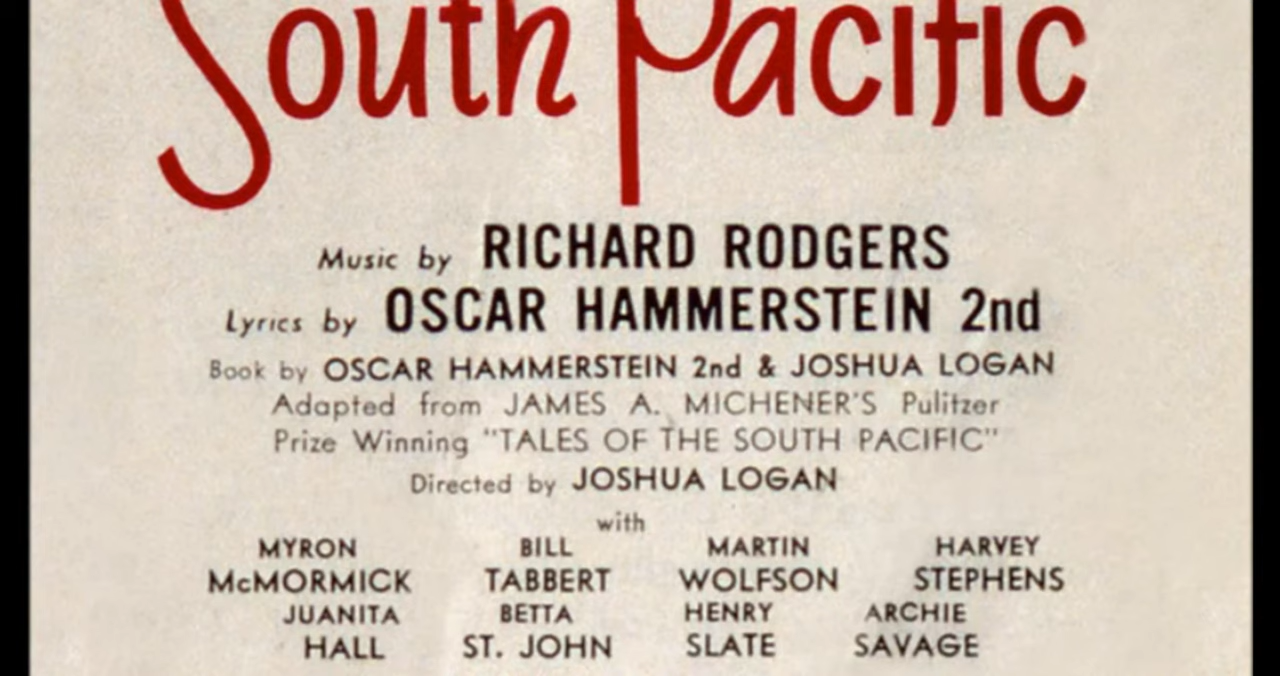 South Pacific
Music by RICHARD RODGERS
Lyrics by OSCAR HAMMERSTEIN 2nd
Book by OSCAR HAMMERSTEIN 2nd & JOSHUA LOGAN
Adapted from JAMES A. MICHENER'S Pulitzer
Prize Winning "TALES OF THE SOUTH PACIFIC"
Directed by JOSHUA LOGAN
with
MYRON BILL MARTIN HARVEY
McMORMICK TABBERT WOLFSON STEPHENS
JUANITA BETTA HENRY ARCHIE
HALL ST. JOHN SLATE SAVAGE